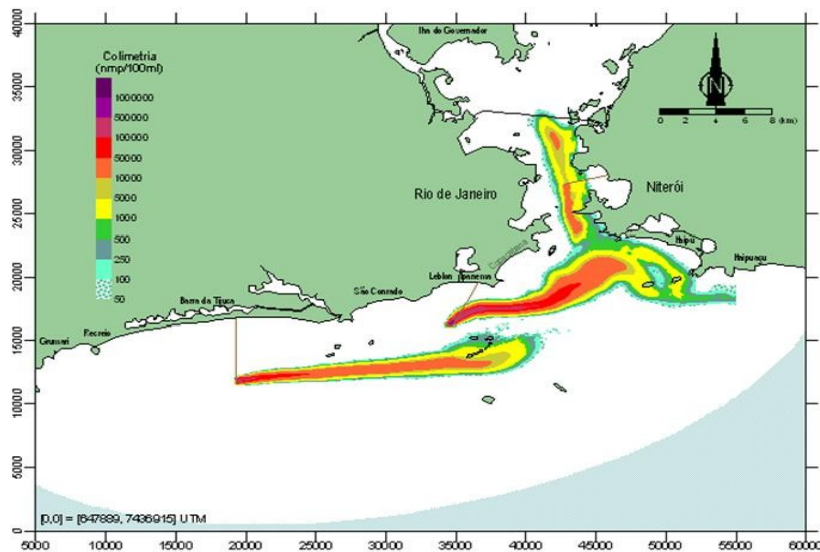 40000
35000
30000
25000
20000
15000
10000
5000
0
Colimetria
(nmp/100ml)
1000000
500000
100000
50000
10000
5000
1000
500
250
100
50
Ilha do Governador
N
0 2 4 6 8 (km)
Rio de Janeiro
Niterói
Copacabana
Itaipú
Itaipuaçu
Leblon Ipanema
São Conrado
Barra da Tijuca
Recreio
Grumari
[0,0] = [647889, 7436915] UTM
5000 10000 15000 20000 25000 30000 35000 40000 45000 50000 55000 60000